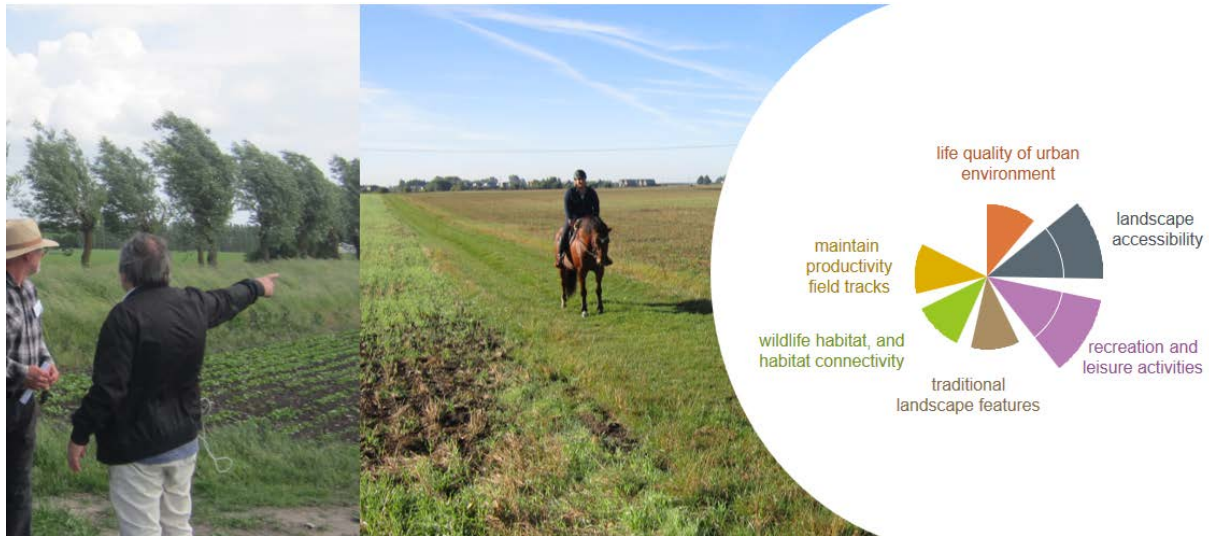 life quality of urban
environment
landscape
accessibility
maintain
productivity
field tracks
wildlife habitat, and
habitat connectivity
recreation and
leisure activities
traditional
landscape features